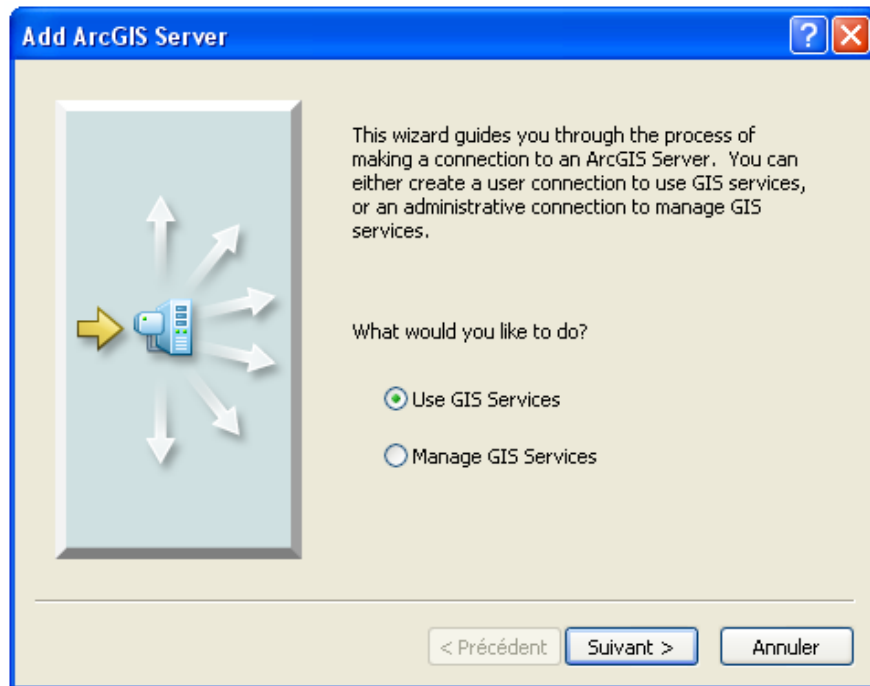 Add ArcGIS Server
This wizard guides you through the process of
making a connection to an ArcGIS Server. You can
either create a user connection to use GIS services,
or an administrative connection to manage GIS
services.
What would you like to do?
Use GIS Services
Manage GIS Services
< Précédent Suivant > Annuler